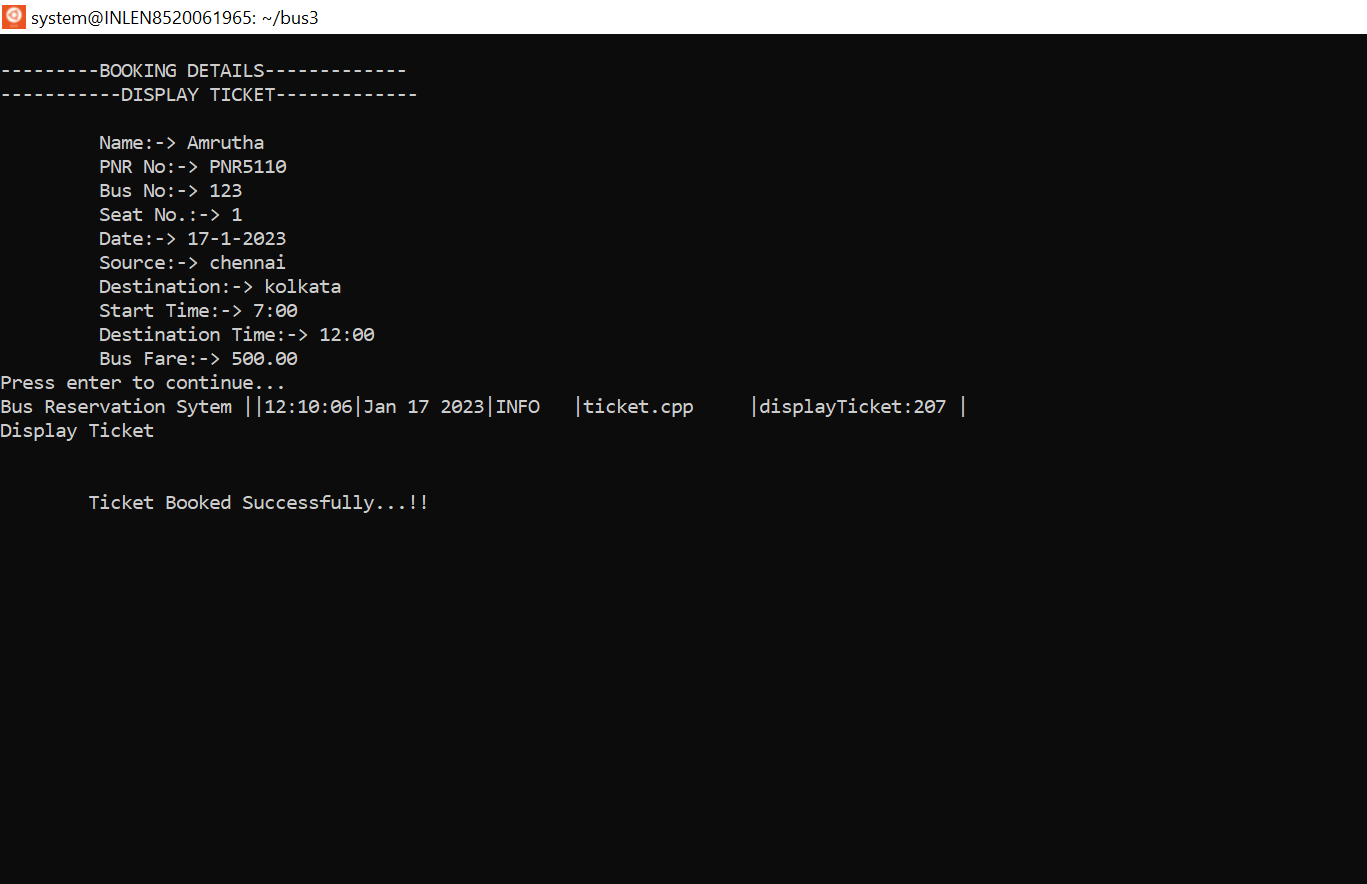 system@INLEN8520061965: ~/bus3
---------BOOKING DETAILS-------------
-----------DISPLAY TICKET-------------
Name:-> Amrutha
PNR No:-> PNR5110
Bus No:-> 123
Seat No.:-> 1
Date:-> 17-1-2023
Source:-> chennai
Destination:-> kolkata
Start Time:-> 7:00
Destination Time:-> 12:00
Bus Fare:-> 500.00
Press enter to continue...
Bus Reservation Sytem ||12:10:06|Jan 17 2023|INFO   |ticket.cpp     |displayTicket:207 |
Display Ticket
Ticket Booked Successfully...!!